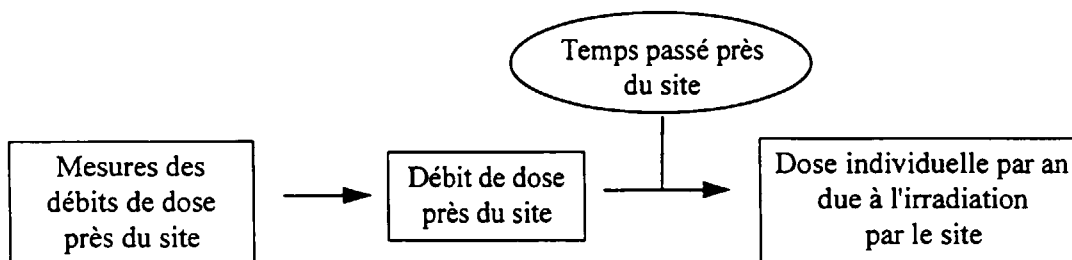 Temps passé près
du site
Mesures des
débits de dose
près du site
Débit de dose
près du site
Dose individuelle par an
due à l'irradiation
par le site